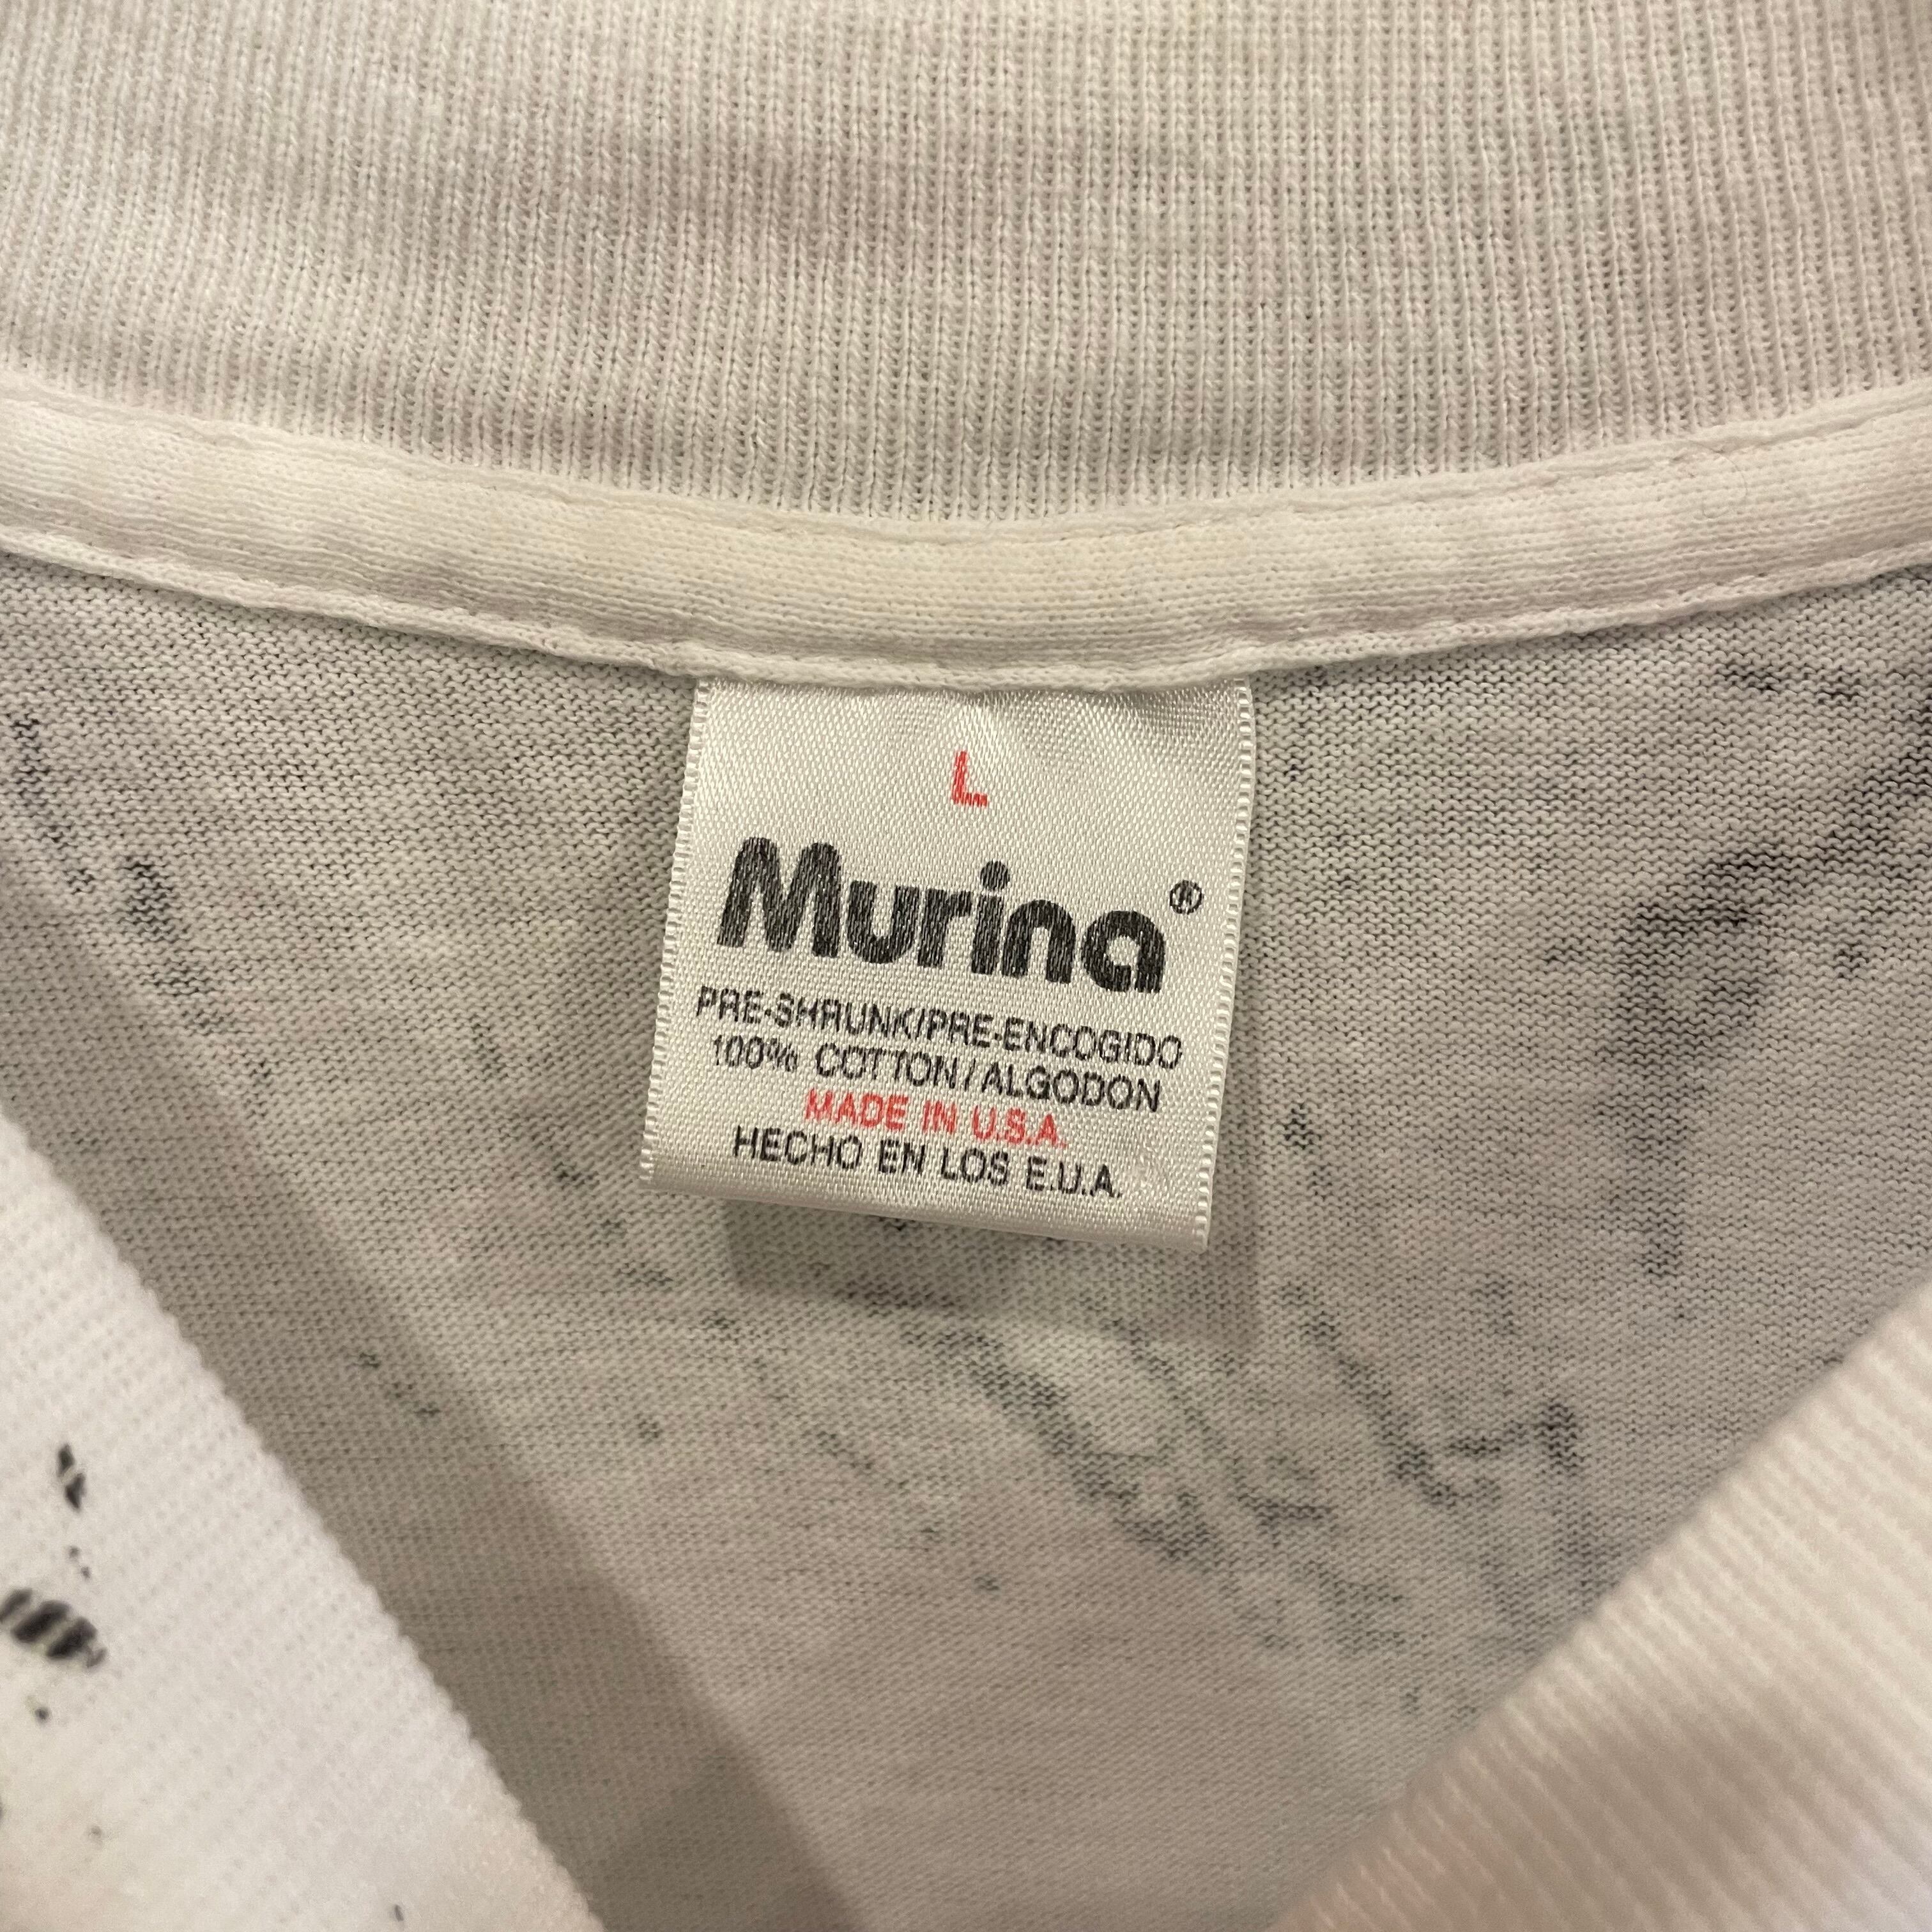 L
Murina®
PRE-SHRUNK/PRE-ENCOGIDO
100% COTTON/ALGODON
MADE IN U.S.A.
HECHO EN LOS E.U.A.